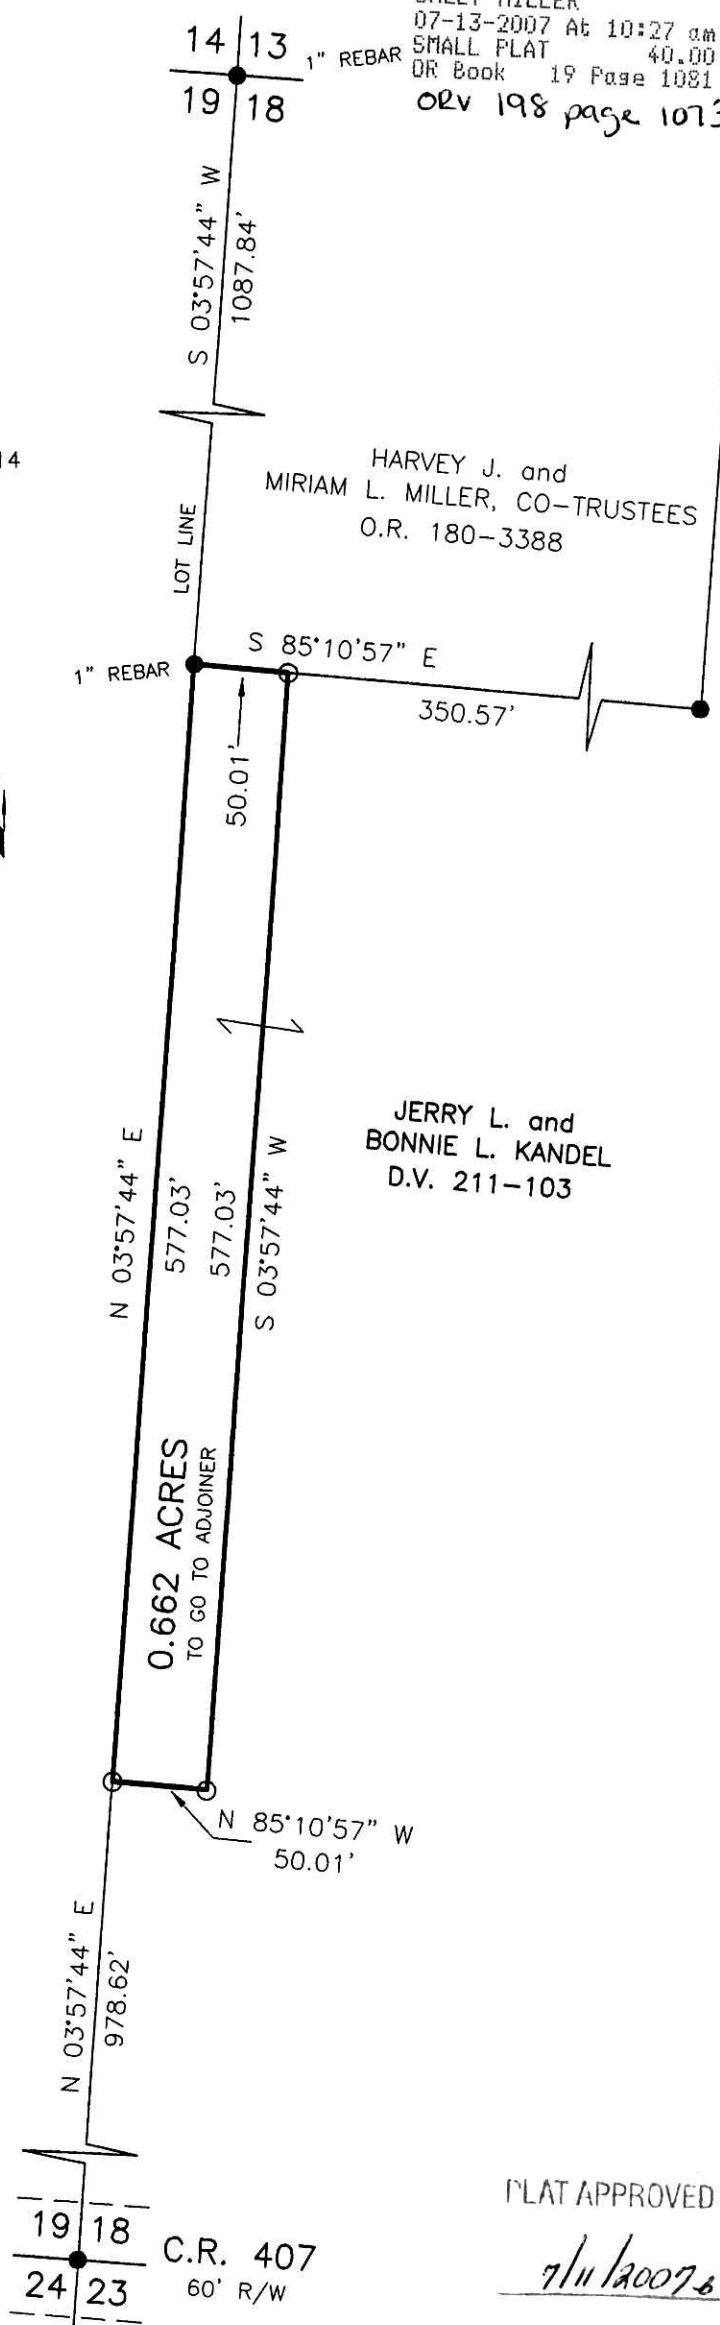 07-13-2007 At 10:27 am
SMALL PLAT 40.00
OR Book 19 Page 1081
ORV 198 page 1073
14 13
19 18
1" REBAR
S 03°57'44" W
1087.84'
14
HARVEY J. and
MIRIAM L. MILLER, CO-TRUSTEES
O.R. 180-3388
LOT LINE
1" REBAR
S 85°10'57" E
350.57'
50.01'
JERRY L. and
BONNIE L. KANDEL
D.V. 211-103
N 03°57'44" E
577.03'
577.03'
S 03°57'44" W
0.662 ACRES
TO GO TO ADJOINER
N 85°10'57" W
50.01'
N 03°57'44" E
978.62'
PLAT APPROVED
7/11/2007
19 18
24 23
C.R. 407
60' R/W